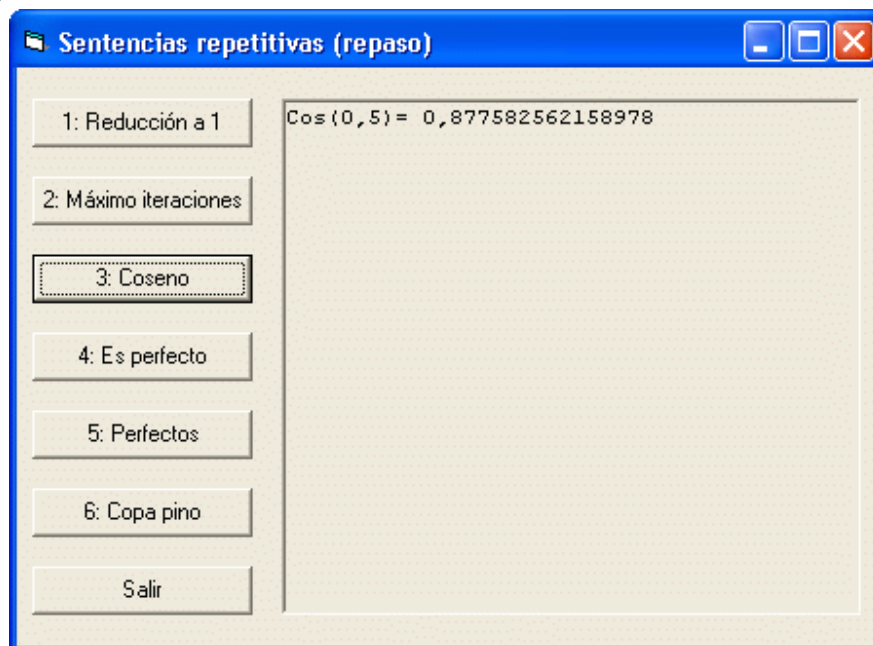 Sentencias repetitivas (repaso)
1: Reducción a 1
2: Máximo iteraciones
3: Coseno
4: Es perfecto
5: Perfectos
6: Copa pino
Salir
Cos(0,5)= 0,877582562158978